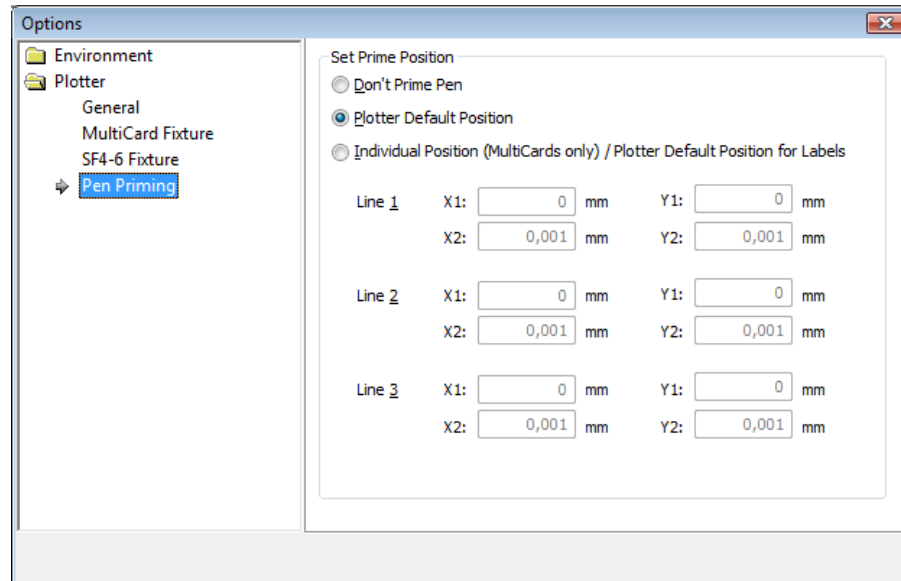 Options
Environment
Plotter
General
MultiCard Fixture
SF4-6 Fixture
Pen Priming
Set Prime Position
Don't Prime Pen
Plotter Default Position
Individual Position (MultiCards only) / Plotter Default Position for Labels
Line 1 X1: 0 mm Y1: 0 mm
X2: 0,001 mm Y2: 0,001 mm
Line 2 X1: 0 mm Y1: 0 mm
X2: 0,001 mm Y2: 0,001 mm
Line 3 X1: 0 mm Y1: 0 mm
X2: 0,001 mm Y2: 0,001 mm